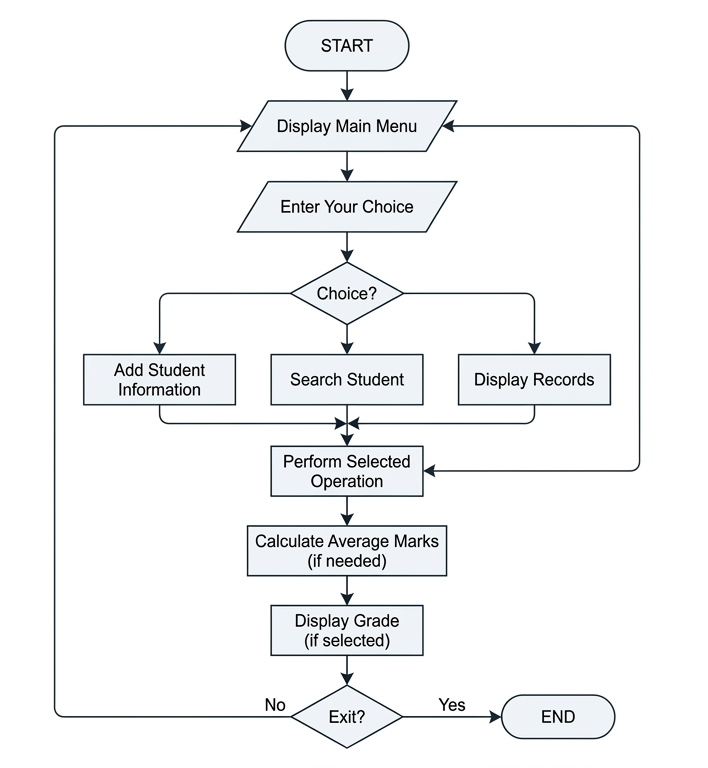 START
Display Main Menu
Enter Your Choice
Choice?
Add Student
Information
Search Student
Display Records
Perform Selected
Operation
Calculate Average Marks
(if needed)
Display Grade
(if selected)
No
Exit?
Yes
END